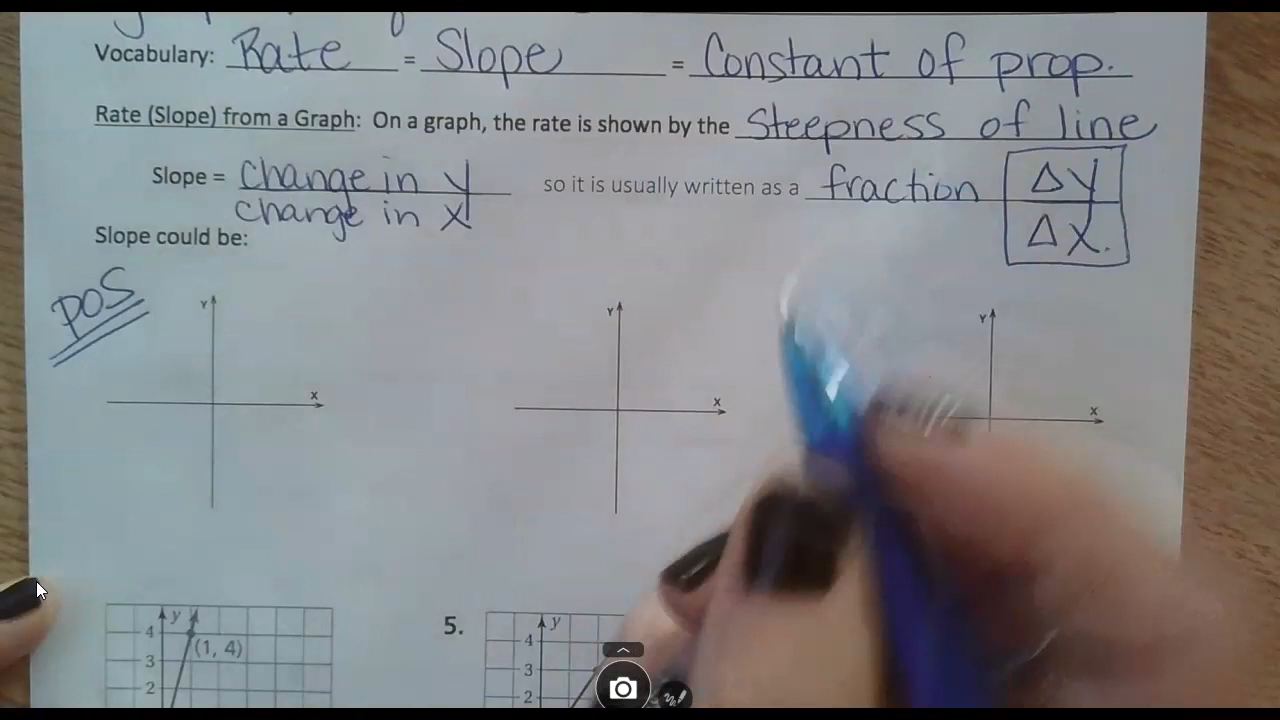 Vocabulary: Rate = Slope = Constant of prop.
Rate (Slope) from a Graph: On a graph, the rate is shown by the steepness of line
Slope = change in y so it is usually written as a fraction Δy
change in x Δx.
Slope could be:
POS
Y Y Y
X X X
5.
y y
4 (1, 4) 4
3 3
2 2